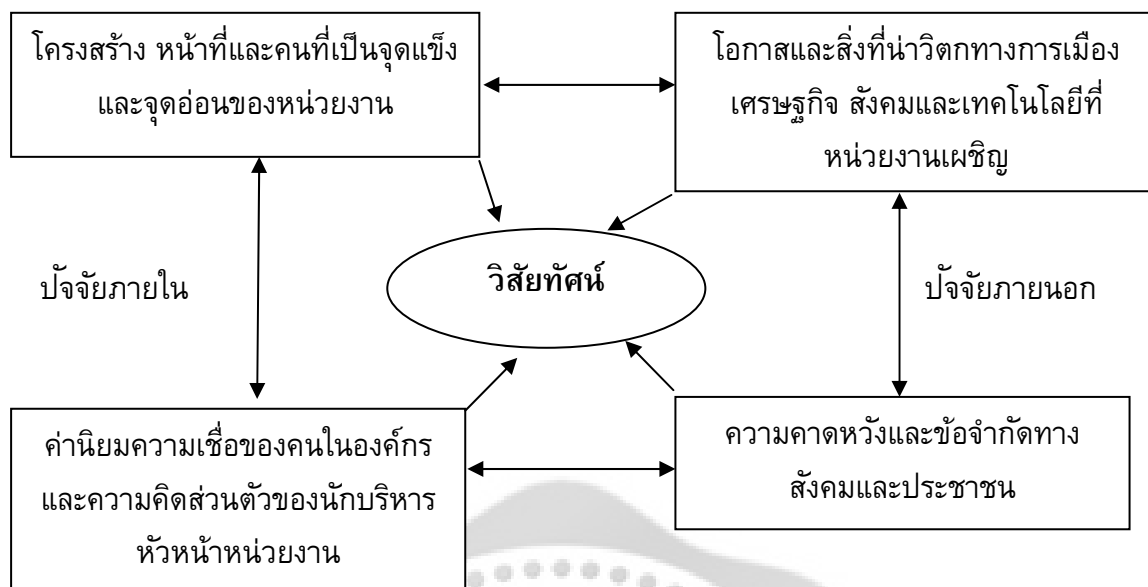 โครงสร้าง หน้าที่และคนที่เป็นจุดแข็ง
และจุดอ่อนของหน่วยงาน
โอกาสและสิ่งที่น่าวิตกทางการเมือง
เศรษฐกิจ สังคมและเทคโนโลยีที่
หน่วยงานเผชิญ
วิสัยทัศน์
ปัจจัยภายใน
ปัจจัยภายนอก
ค่านิยมความเชื่อของคนในองค์กร
และความคิดส่วนตัวของนักบริหาร
หัวหน้าหน่วยงาน
ความคาดหวังและข้อจำกัดทาง
สังคมและประชาชน